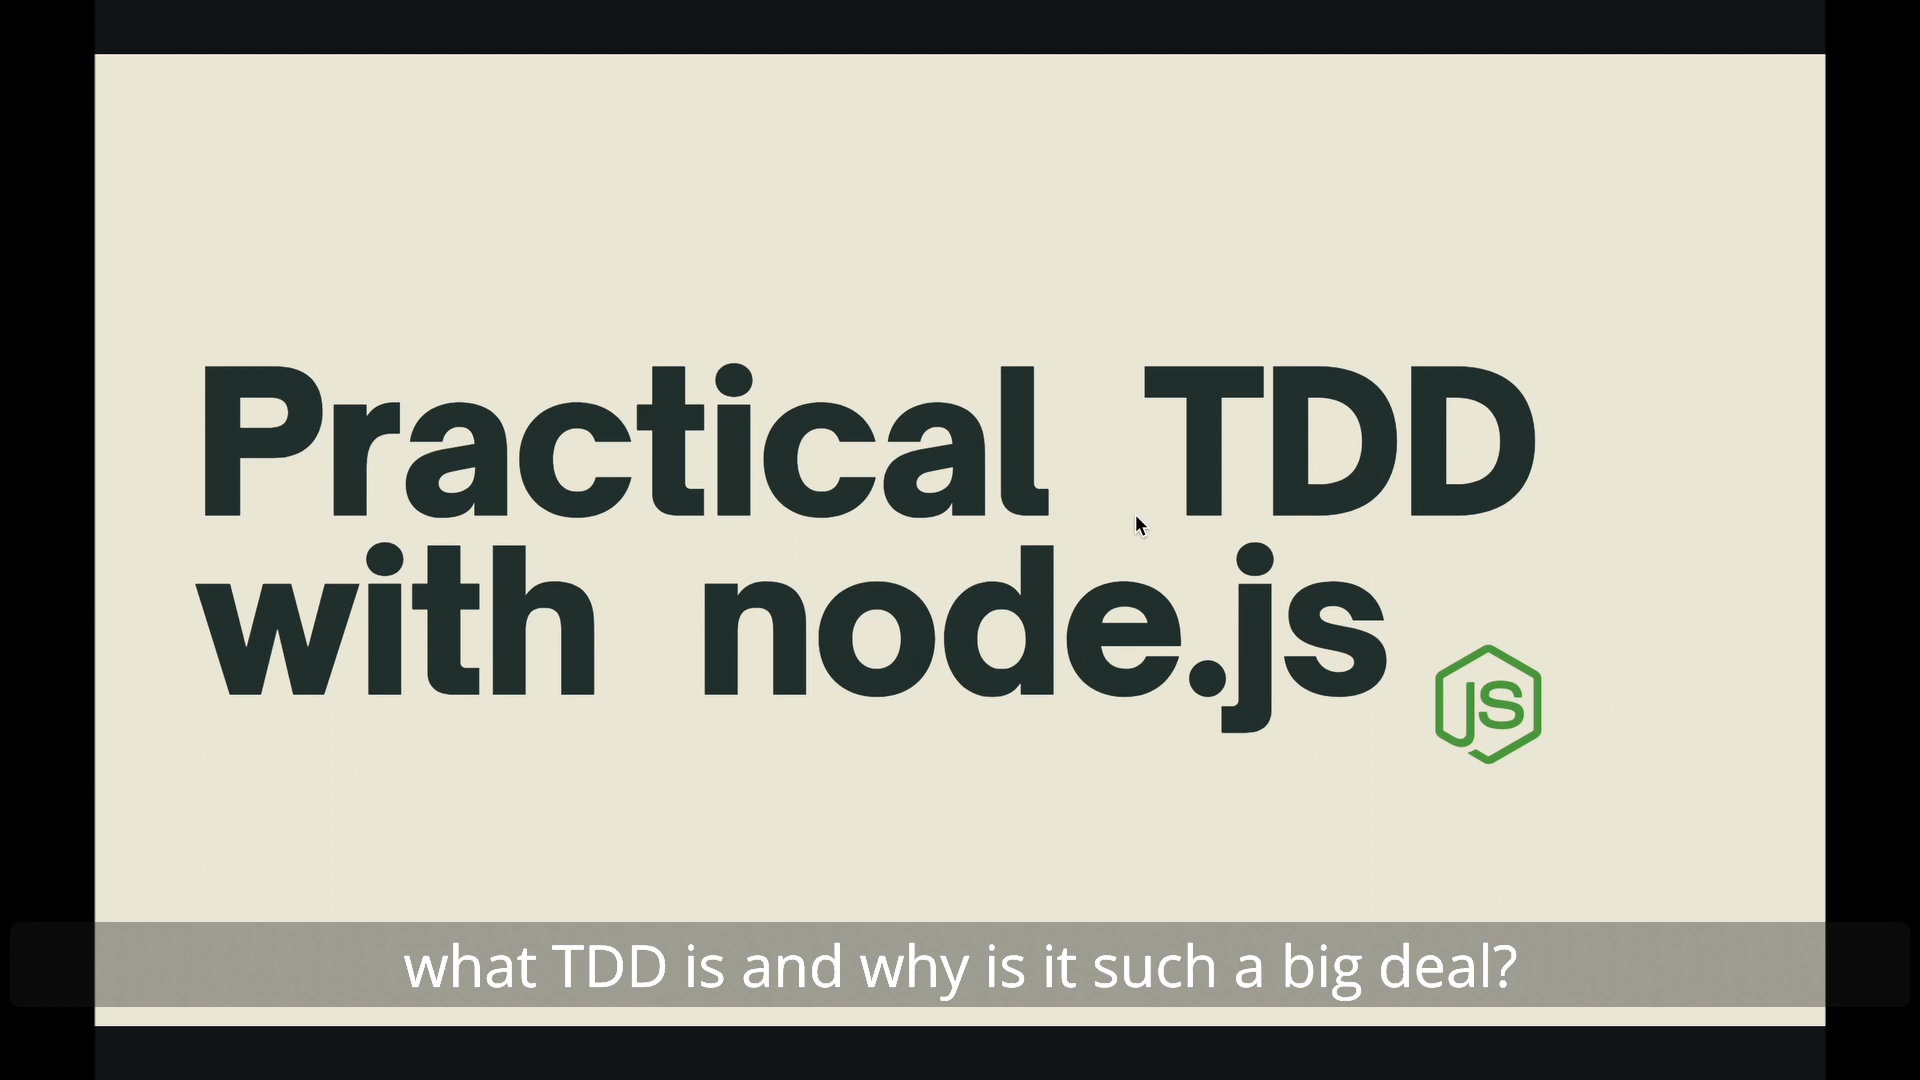 Practical TDD
with node.js
JS
what TDD is and why is it such a big deal?